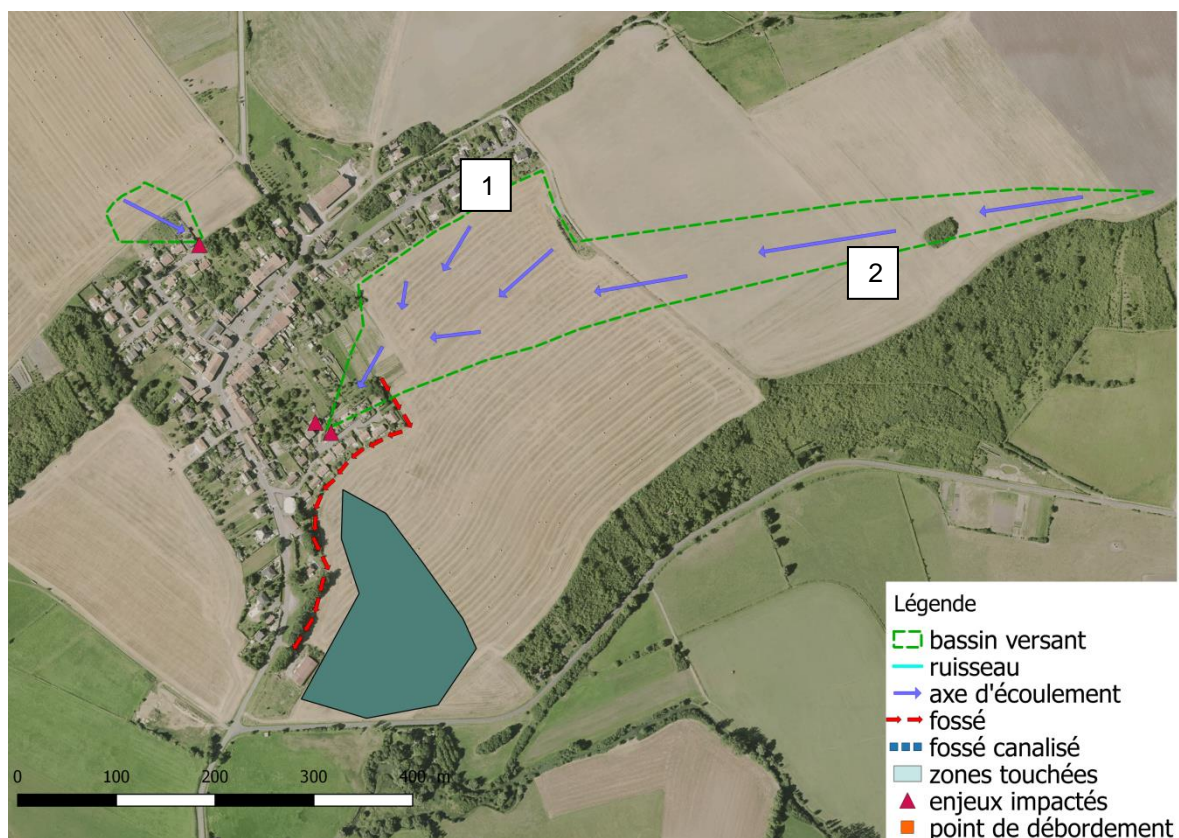 1
2
Légende
bassin versant
ruisseau
axe d'écoulement
fossé
fossé canalisé
zones touchées
enjeux impactés
point de débordement
0 100 200 300 400 m